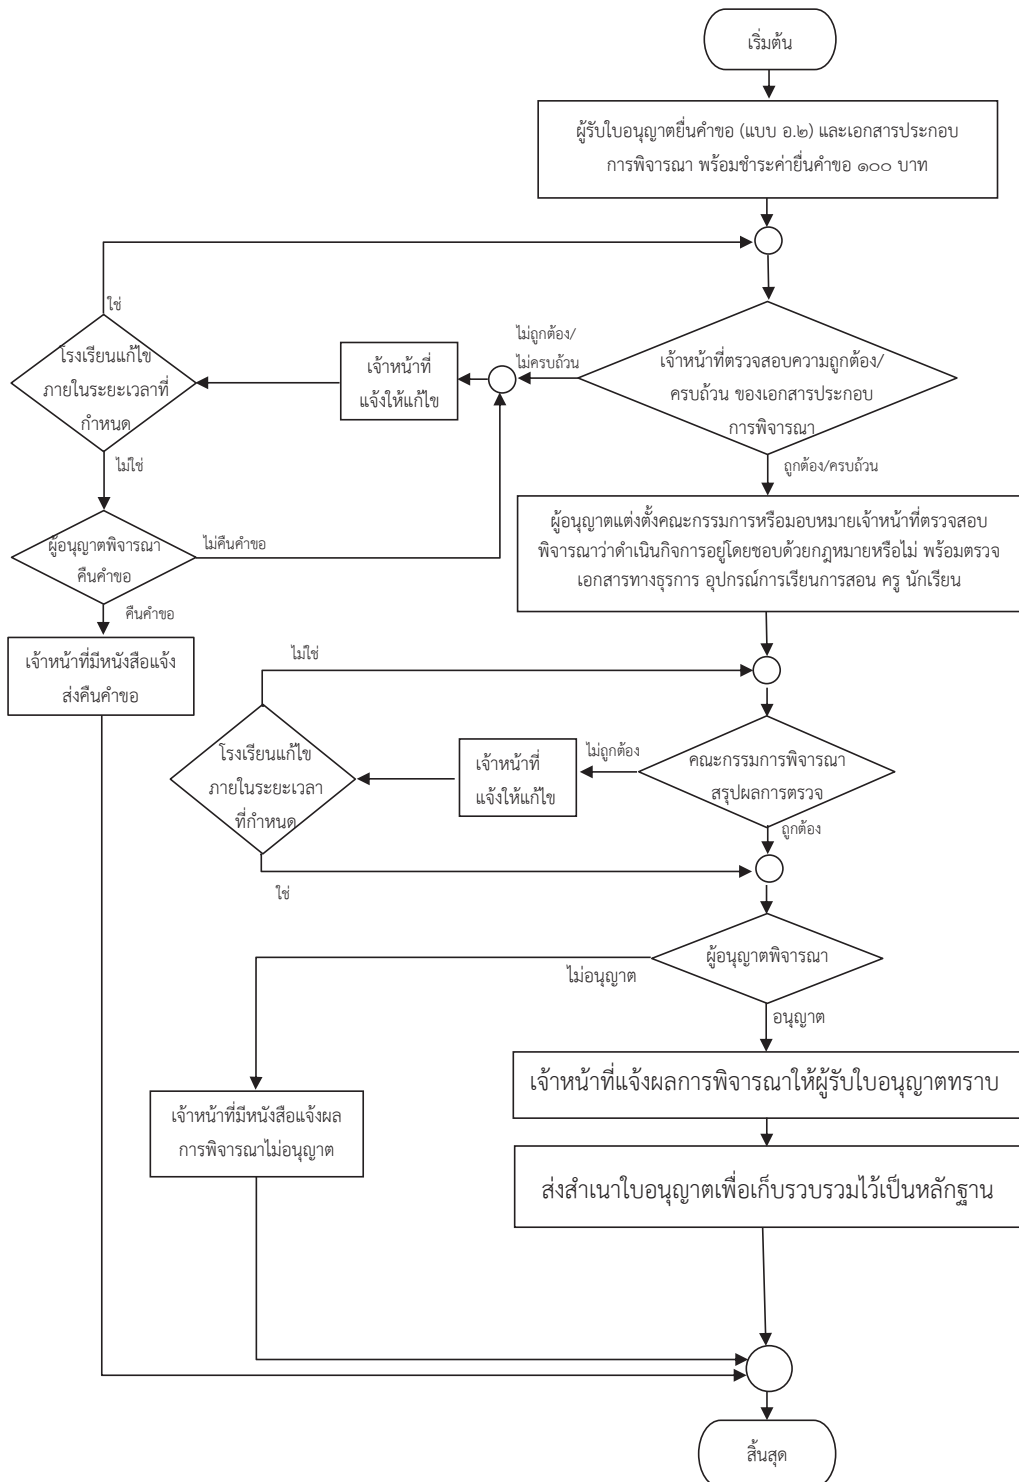 เริ่มต้น
ผู้รับใบอนุญาตยื่นคำขอ (แบบ อ.๒) และเอกสารประกอบ
การพิจารณา พร้อมชำระค่ายื่นคำขอ ๑๐๐ บาท
ใช่
โรงเรียนแก้ไข
ภายในระยะเวลาที่
กำหนด
เจ้าหน้าที่
แจ้งให้แก้ไข
ไม่ถูกต้อง/
ไม่ครบถ้วน
เจ้าหน้าที่ตรวจสอบความถูกต้อง/
ครบถ้วน ของเอกสารประกอบ
การพิจารณา
ไม่ใช่
ถูกต้อง/ครบถ้วน
ผู้อนุญาตพิจารณา
คืนคำขอ
ไม่คืนคำขอ
ผู้อนุญาตแต่งตั้งคณะกรรมการหรือมอบหมายเจ้าหน้าที่ตรวจสอบ
พิจารณาว่าดำเนินกิจการอยู่โดยชอบด้วยกฎหมายหรือไม่ พร้อมตรวจ
เอกสารทางธุรการ อุปกรณ์การเรียนการสอน ครู นักเรียน
คืนคำขอ
เจ้าหน้าที่มีหนังสือแจ้ง
ส่งคืนคำขอ
ไม่ใช่
โรงเรียนแก้ไข
ภายในระยะเวลา
ที่กำหนด
เจ้าหน้าที่
แจ้งให้แก้ไข
ไม่ถูกต้อง
คณะกรรมการพิจารณา
สรุปผลการตรวจ
ถูกต้อง
ใช่
ผู้อนุญาตพิจารณา
ไม่อนุญาต
อนุญาต
เจ้าหน้าที่แจ้งผลการพิจารณาให้ผู้รับใบอนุญาตทราบ
เจ้าหน้าที่มีหนังสือแจ้งผล
การพิจารณาไม่อนุญาต
ส่งสำเนาใบอนุญาตเพื่อเก็บรวบรวมไว้เป็นหลักฐาน
สิ้นสุด